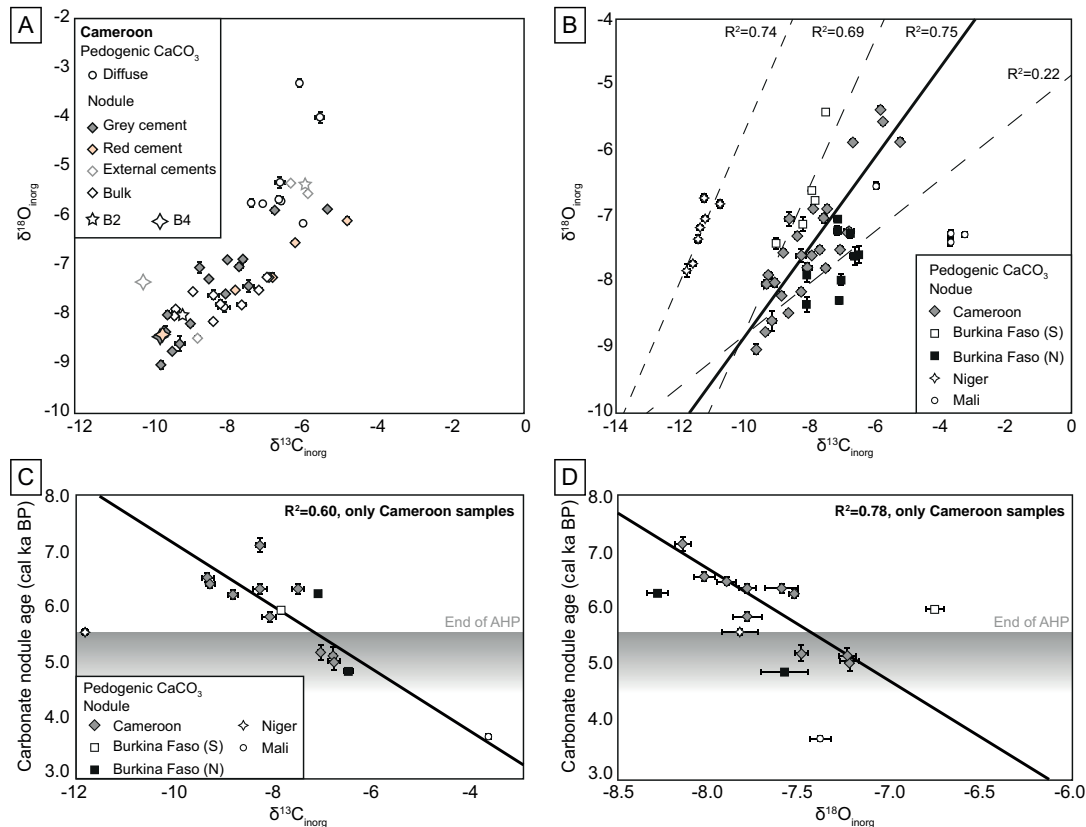 A
Cameroon
Pedogenic CaCO₃
Diffuse
Nodule
Grey cement
Red cement
External cements
Bulk
B2 B4
δ¹⁸O_inorg
-2
-3
-4
-5
-6
-7
-8
-9
-10
-12 -10 -8 -6 -4 -2 0
δ¹³C_inorg
B
R²=0.74 R²=0.69 R²=0.75
R²=0.22
δ¹⁸O_inorg
-4
-5
-6
-7
-8
-9
-10
-14 -12 -10 -8 -6 -4 -2 0
δ¹³C_inorg
Pedogenic CaCO₃
Nodue
Cameroon
Burkina Faso (S)
Burkina Faso (N)
Niger
Mali
C
R²=0.60, only Cameroon samples
Carbonate nodule age (cal ka BP)
8.0
7.0
6.0
5.0
4.0
3.0
End of AHP
Pedogenic CaCO₃
Nodule
Cameroon Niger
Burkina Faso (S) Mali
Burkina Faso (N)
-12 -10 -8 -6 -4
δ¹³C_inorg
D
R²=0.78, only Cameroon samples
Carbonate nodule age (cal ka BP)
8.0
7.0
6.0
5.0
4.0
3.0
End of AHP
-8.5 -8.0 -7.5 -7.0 -6.5 -6.0
δ¹⁸O_inorg